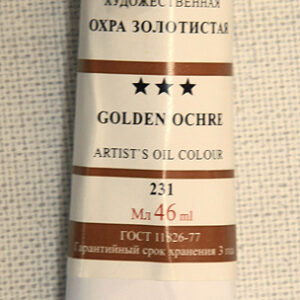 ХУДОЖЕСТВЕННАЯ
ОХРА ЗОЛОТИСТАЯ
★★★
GOLDEN OCHRE
ARTIST'S OIL COLOUR
231
Мл 46 ml
ГОСТ 11826-77
Гарантийный срок хранения 3 года